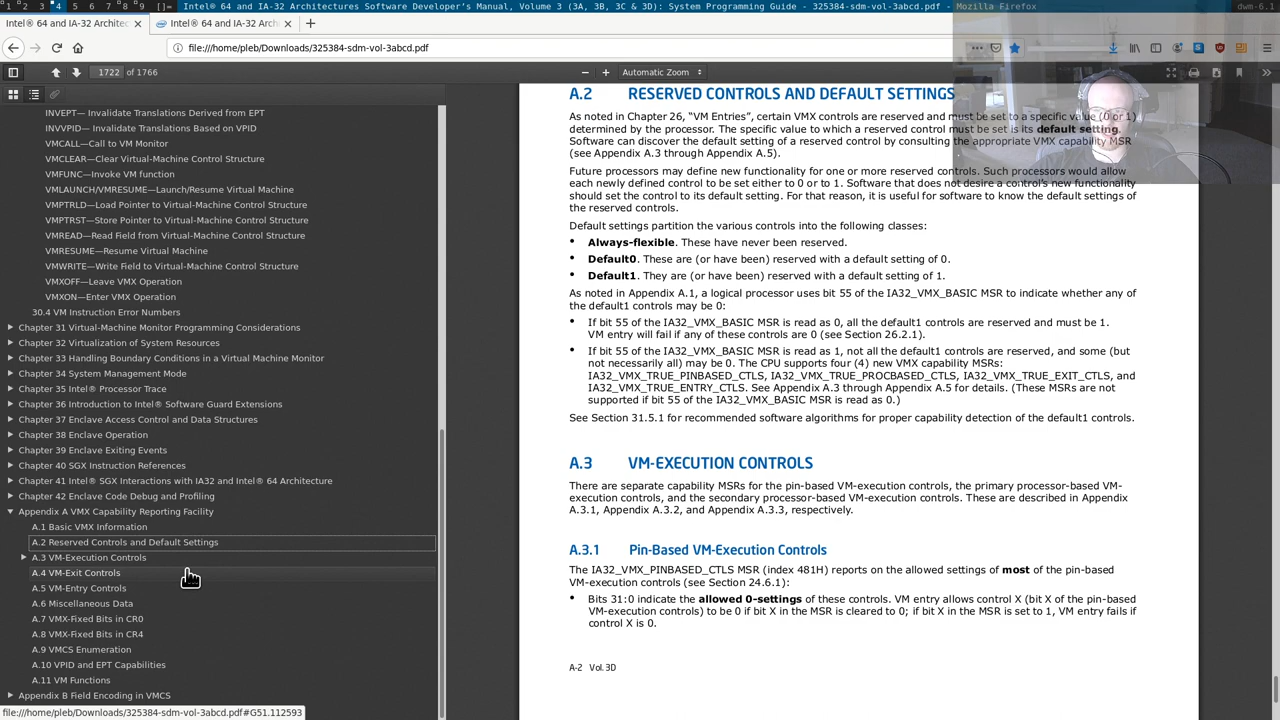 1 2 3 4 5 6 7 8 9 []= Intel® 64 and IA-32 Architectures Software Developer's Manual, Volume 3 (3A, 3B, 3C & 3D): System Programming Guide - 325384-sdm-vol-3abcd.pdf - Mozilla Firefox dwm-6.1
Intel® 64 and IA-32 Architec × Intel® 64 and IA-32 Arch × +
file:///home/pleb/Downloads/325384-sdm-vol-3abcd.pdf
1722 of 1766 Automatic Zoom
INVEPT— Invalidate Translations Derived from EPT
INVVPID— Invalidate Translations Based on VPID
VMCALL—Call to VM Monitor
VMCLEAR—Clear Virtual-Machine Control Structure
VMFUNC—Invoke VM function
VMLAUNCH/VMRESUME—Launch/Resume Virtual Machine
VMPTRLD—Load Pointer to Virtual-Machine Control Structure
VMPTRST—Store Pointer to Virtual-Machine Control Structure
VMREAD—Read Field from Virtual-Machine Control Structure
VMRESUME—Resume Virtual Machine
VMWRITE—Write Field to Virtual-Machine Control Structure
VMXOFF—Leave VMX Operation
VMXON—Enter VMX Operation
30.4 VM Instruction Error Numbers
Chapter 31 Virtual-Machine Monitor Programming Considerations
Chapter 32 Virtualization of System Resources
Chapter 33 Handling Boundary Conditions in a Virtual Machine Monitor
Chapter 34 System Management Mode
Chapter 35 Intel® Processor Trace
Chapter 36 Introduction to Intel® Software Guard Extensions
Chapter 37 Enclave Access Control and Data Structures
Chapter 38 Enclave Operation
Chapter 39 Enclave Exiting Events
Chapter 40 SGX Instruction References
Chapter 41 Intel® SGX Interactions with IA32 and Intel® 64 Architecture
Chapter 42 Enclave Code Debug and Profiling
Appendix A VMX Capability Reporting Facility
A.1 Basic VMX Information
A.2 Reserved Controls and Default Settings
A.3 VM-Execution Controls
A.4 VM-Exit Controls
A.5 VM-Entry Controls
A.6 Miscellaneous Data
A.7 VMX-Fixed Bits in CR0
A.8 VMX-Fixed Bits in CR4
A.9 VMCS Enumeration
A.10 VPID and EPT Capabilities
A.11 VM Functions
Appendix B Field Encoding in VMCS
file:///home/pleb/Downloads/325384-sdm-vol-3abcd.pdf#G51.112593
A.2 RESERVED CONTROLS AND DEFAULT SETTINGS
As noted in Chapter 26, “VM Entries”, certain VMX controls are reserved and must be set to a specific value (0 or 1)
determined by the processor. The specific value to which a reserved control must be set is its default setting.
Software can discover the default setting of a reserved control by consulting the appropriate VMX capability MSR
(see Appendix A.3 through Appendix A.5).
Future processors may define new functionality for one or more reserved controls. Such processors would allow
each newly defined control to be set either to 0 or to 1. Software that does not desire a control's new functionality
should set the control to its default setting. For that reason, it is useful for software to know the default settings of
the reserved controls.
Default settings partition the various controls into the following classes:
• Always-flexible. These have never been reserved.
• Default0. These are (or have been) reserved with a default setting of 0.
• Default1. They are (or have been) reserved with a default setting of 1.
As noted in Appendix A.1, a logical processor uses bit 55 of the IA32_VMX_BASIC MSR to indicate whether any of
the default1 controls may be 0:
• If bit 55 of the IA32_VMX_BASIC MSR is read as 0, all the default1 controls are reserved and must be 1.
VM entry will fail if any of these controls are 0 (see Section 26.2.1).
• If bit 55 of the IA32_VMX_BASIC MSR is read as 1, not all the default1 controls are reserved, and some (but
not necessarily all) may be 0. The CPU supports four (4) new VMX capability MSRs:
IA32_VMX_TRUE_PINBASED_CTLS, IA32_VMX_TRUE_PROCBASED_CTLS, IA32_VMX_TRUE_EXIT_CTLS, and
IA32_VMX_TRUE_ENTRY_CTLS. See Appendix A.3 through Appendix A.5 for details. (These MSRs are not
supported if bit 55 of the IA32_VMX_BASIC MSR is read as 0.)
See Section 31.5.1 for recommended software algorithms for proper capability detection of the default1 controls.
A.3 VM-EXECUTION CONTROLS
There are separate capability MSRs for the pin-based VM-execution controls, the primary processor-based VM-
execution controls, and the secondary processor-based VM-execution controls. These are described in Appendix
A.3.1, Appendix A.3.2, and Appendix A.3.3, respectively.
A.3.1 Pin-Based VM-Execution Controls
The IA32_VMX_PINBASED_CTLS MSR (index 481H) reports on the allowed settings of most of the pin-based
VM-execution controls (see Section 24.6.1):
• Bits 31:0 indicate the allowed 0-settings of these controls. VM entry allows control X (bit X of the pin-based
VM-execution controls) to be 0 if bit X in the MSR is cleared to 0; if bit X in the MSR is set to 1, VM entry fails if
control X is 0.
A-2 Vol. 3D